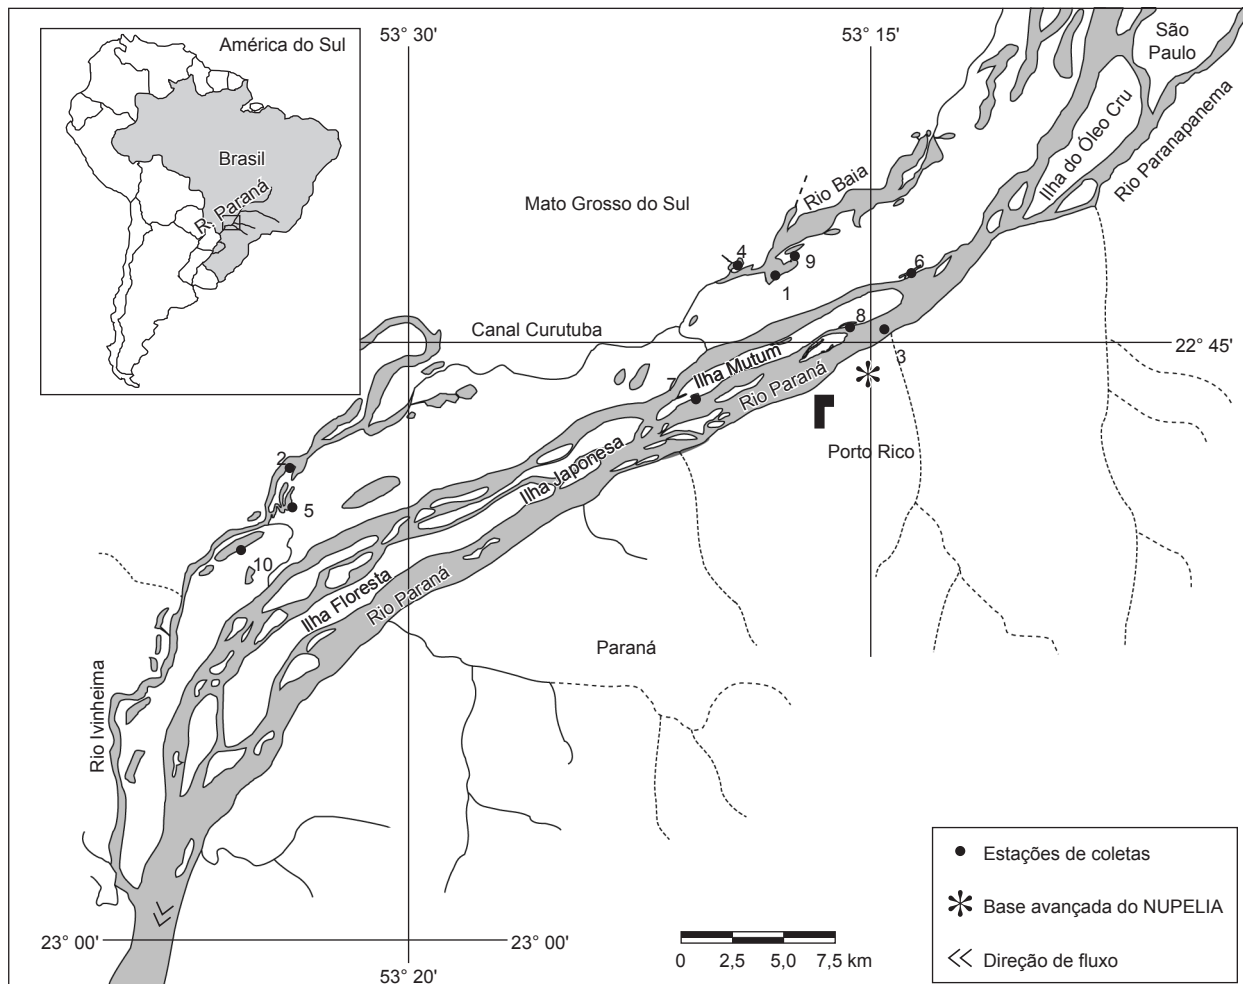 América do Sul
Brasil
R. Paraná
53° 30'
53° 15'
São
Paulo
Ilha do Óleo Cru
Rio Paranapanema
Rio Baia
Mato Grosso do Sul
4
9
1
6
8
3
Canal Curutuba
22° 45'
Ilha Mutum
7
Rio Paraná
Porto Rico
2
Ilha Japonesa
5
10
Ilha Floresta
Rio Paraná
Paraná
Rio Ivinheima
23° 00'
23° 00'
53° 20'
0 2,5 5,0 7,5 km
Estações de coletas
Base avançada do NUPELIA
Direção de fluxo